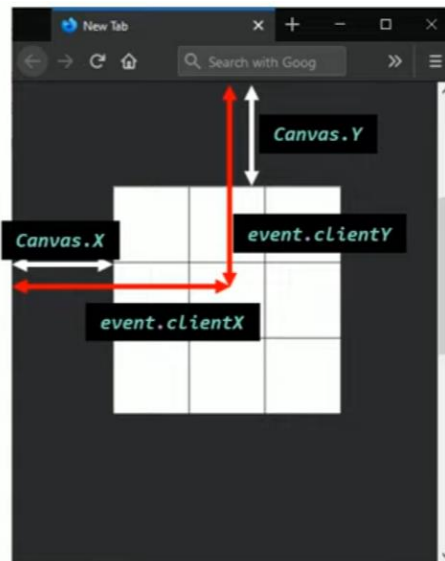 New Tab
Search with Goog
Canvas.Y
Canvas.X
event.clientY
event.clientX